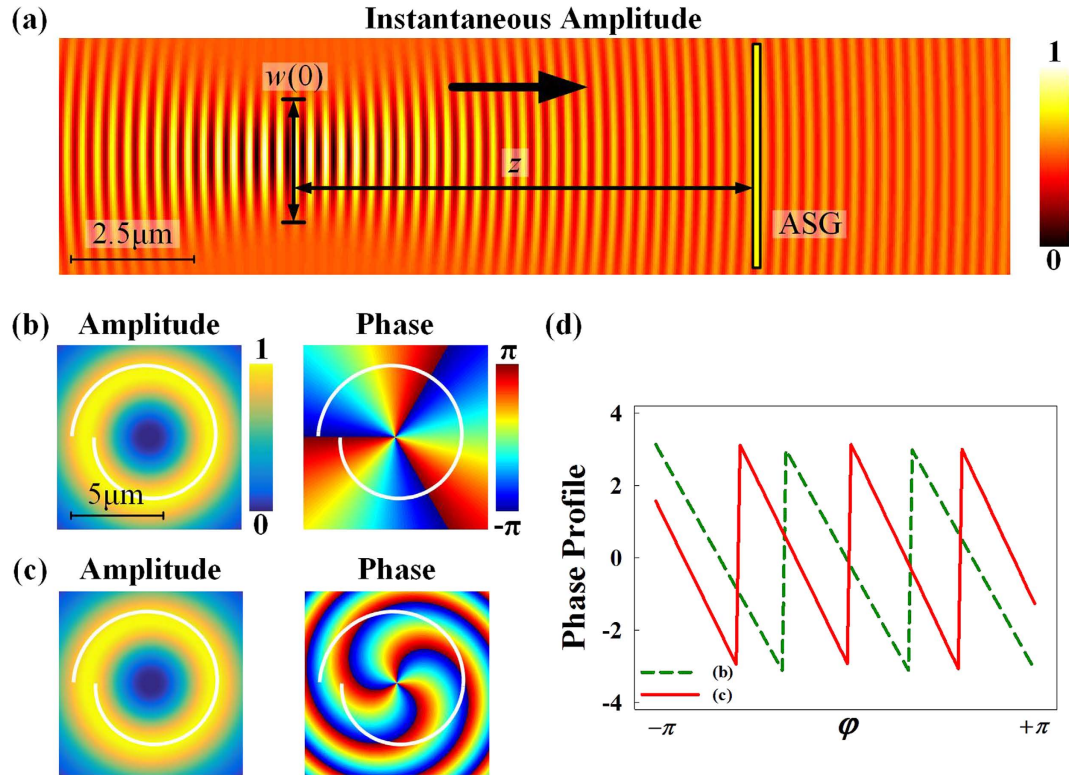 (a)
Instantaneous Amplitude
w(0)
z
2.5μm
ASG
1
0
(b)
Amplitude
Phase
1
0
5μm
π
-π
(c)
Amplitude
Phase
(d)
Phase Profile
4
2
0
-2
-4
(b)
(c)
−π
φ
+π